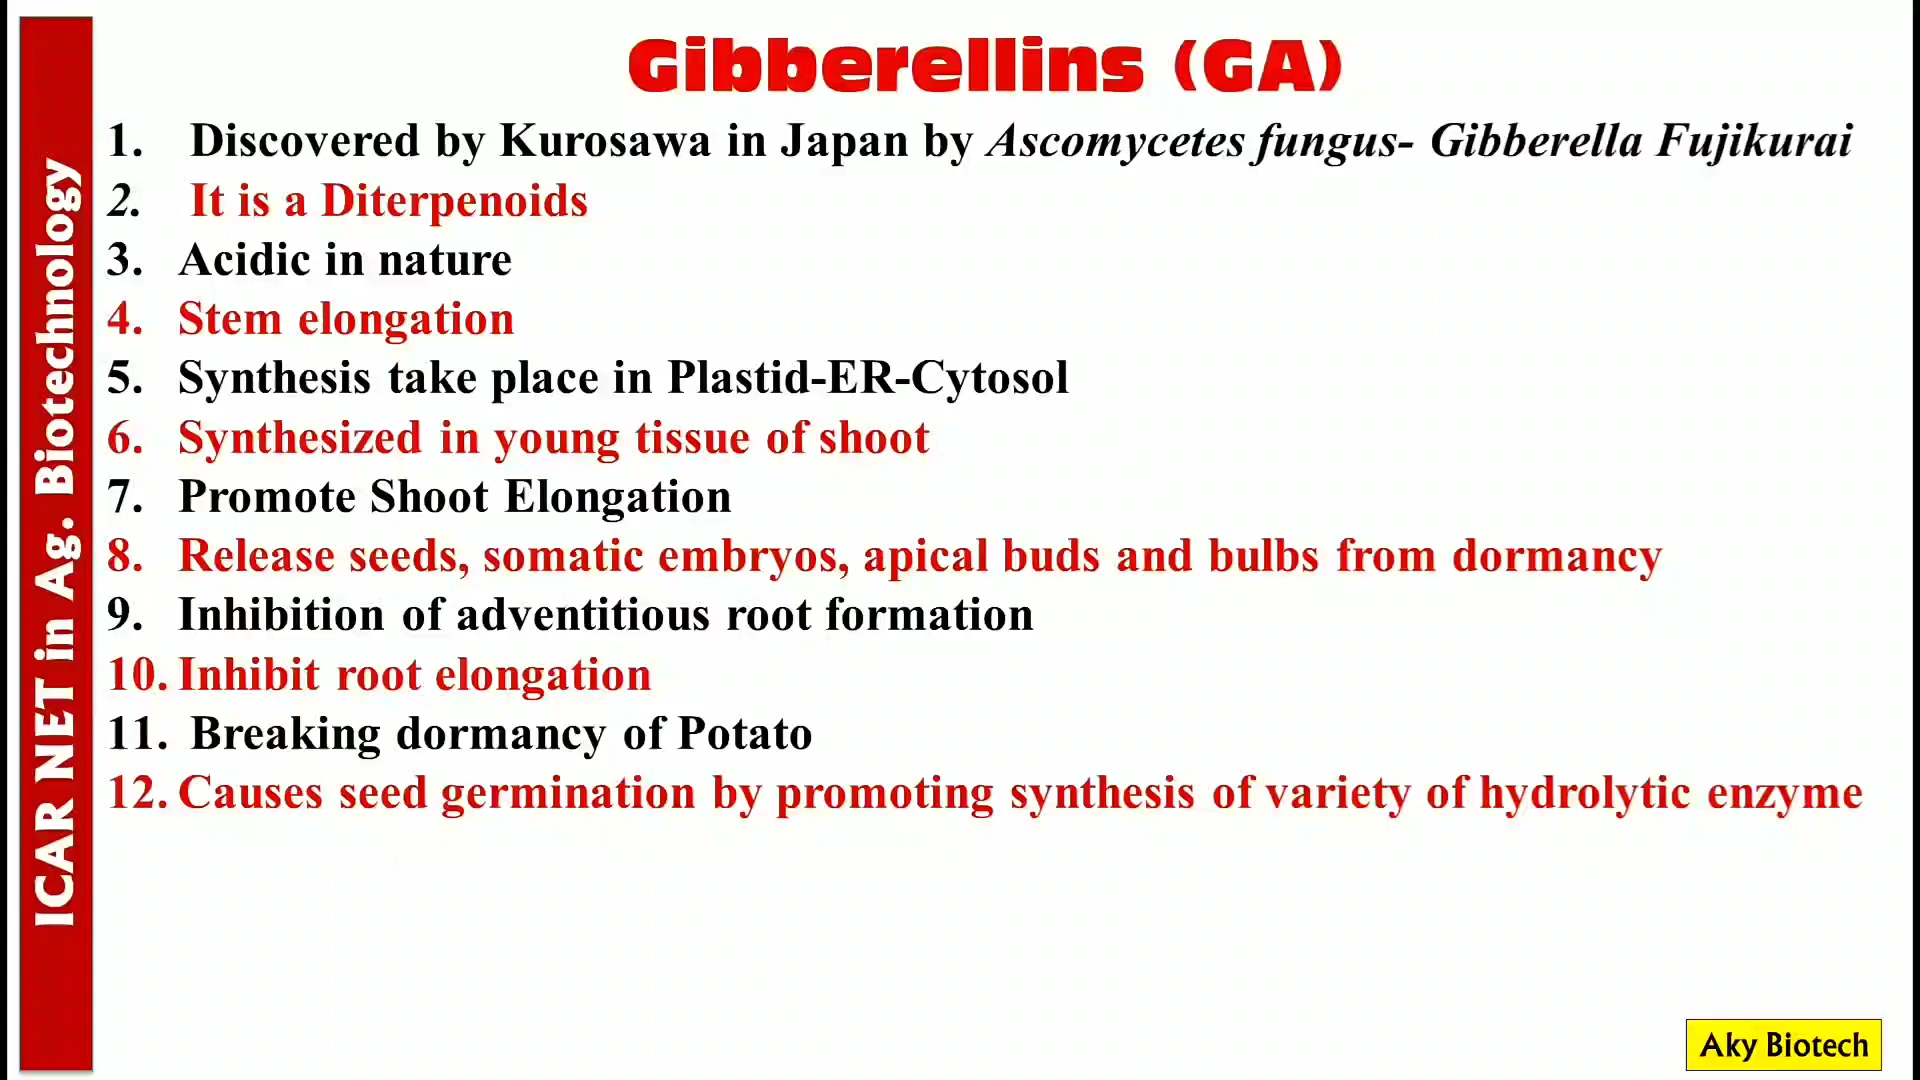 Gibberellins (GA)
1. Discovered by Kurosawa in Japan by Ascomycetes fungus- Gibberella Fujikurai
2. It is a Diterpenoids
3. Acidic in nature
4. Stem elongation
5. Synthesis take place in Plastid-ER-Cytosol
6. Synthesized in young tissue of shoot
7. Promote Shoot Elongation
8. Release seeds, somatic embryos, apical buds and bulbs from dormancy
9. Inhibition of adventitious root formation
10. Inhibit root elongation
11. Breaking dormancy of Potato
12. Causes seed germination by promoting synthesis of variety of hydrolytic enzyme
ICAR NET in Ag. Biotechnology
Aky Biotech